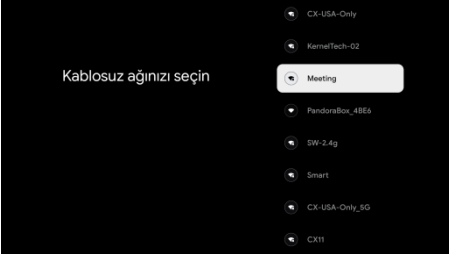 Kablosuz ağınızı seçin
CX-USA-Only
KernelTech-02
Meeting
PandoraBox_4BE6
SW-2.4g
Smart
CX-USA-Only_5G
CX11